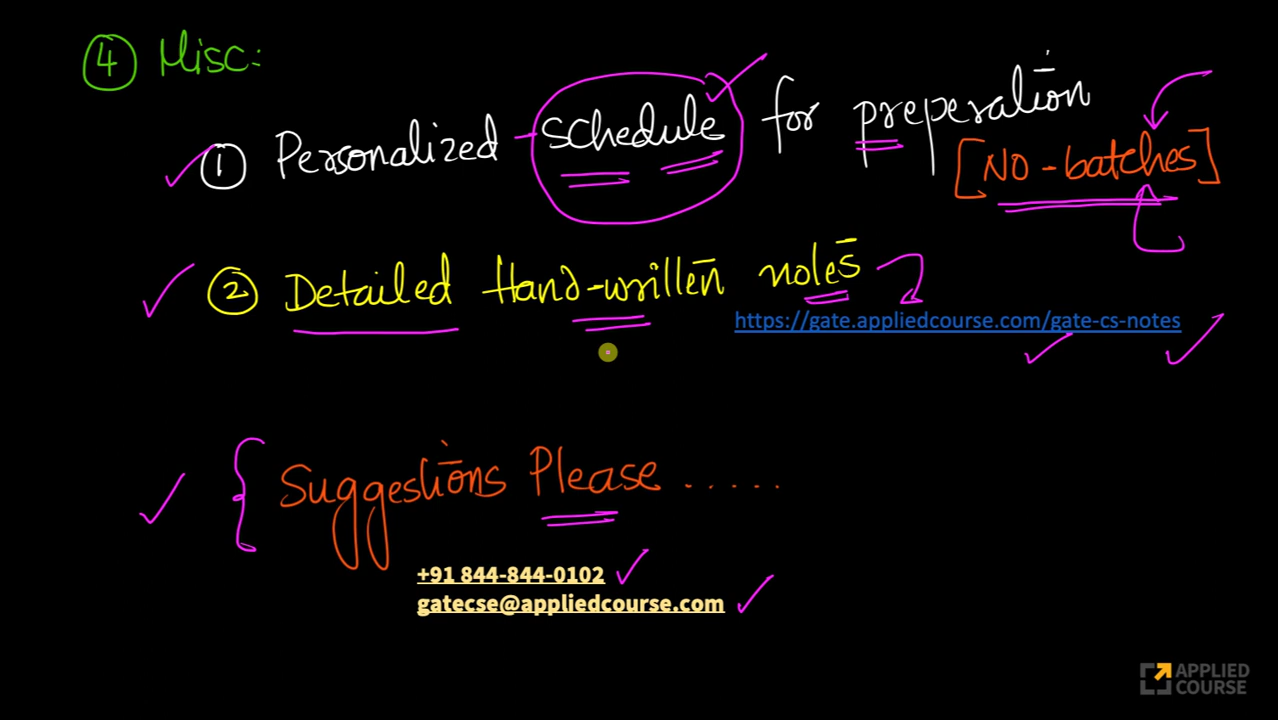 ④ Misc:
① Personalized - schedule for preperation
[NO-batches]
② Detailed Hand-written notes
https://gate.appliedcourse.com/gate-cs-notes
Suggestions Please .....
+91 844-844-0102
gatecse@appliedcourse.com
APPLIED
COURSE